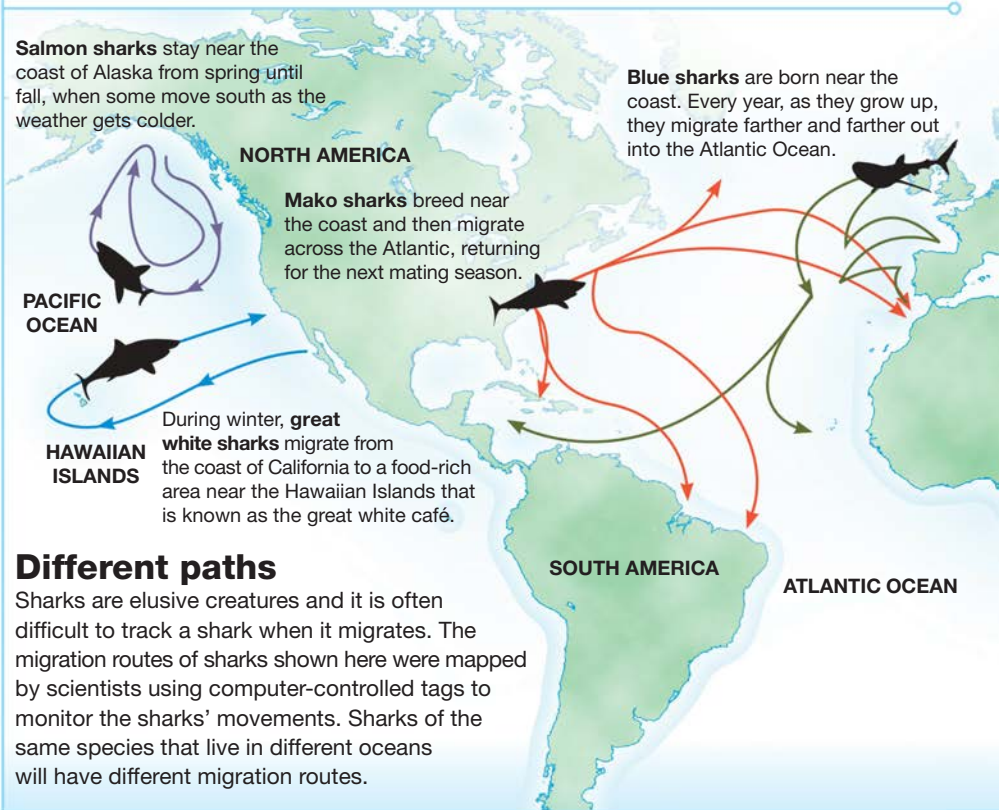 Salmon sharks stay near the
coast of Alaska from spring until
fall, when some move south as the
weather gets colder.
Blue sharks are born near the
coast. Every year, as they grow up,
they migrate farther and farther out
into the Atlantic Ocean.
NORTH AMERICA
Mako sharks breed near
the coast and then migrate
across the Atlantic, returning
for the next mating season.
PACIFIC
OCEAN
HAWAIIAN
ISLANDS
During winter, great
white sharks migrate from
the coast of California to a food-rich
area near the Hawaiian Islands that
is known as the great white café.
Different paths
Sharks are elusive creatures and it is often
difficult to track a shark when it migrates. The
migration routes of sharks shown here were mapped
by scientists using computer-controlled tags to
monitor the sharks’ movements. Sharks of the
same species that live in different oceans
will have different migration routes.
SOUTH AMERICA
ATLANTIC OCEAN